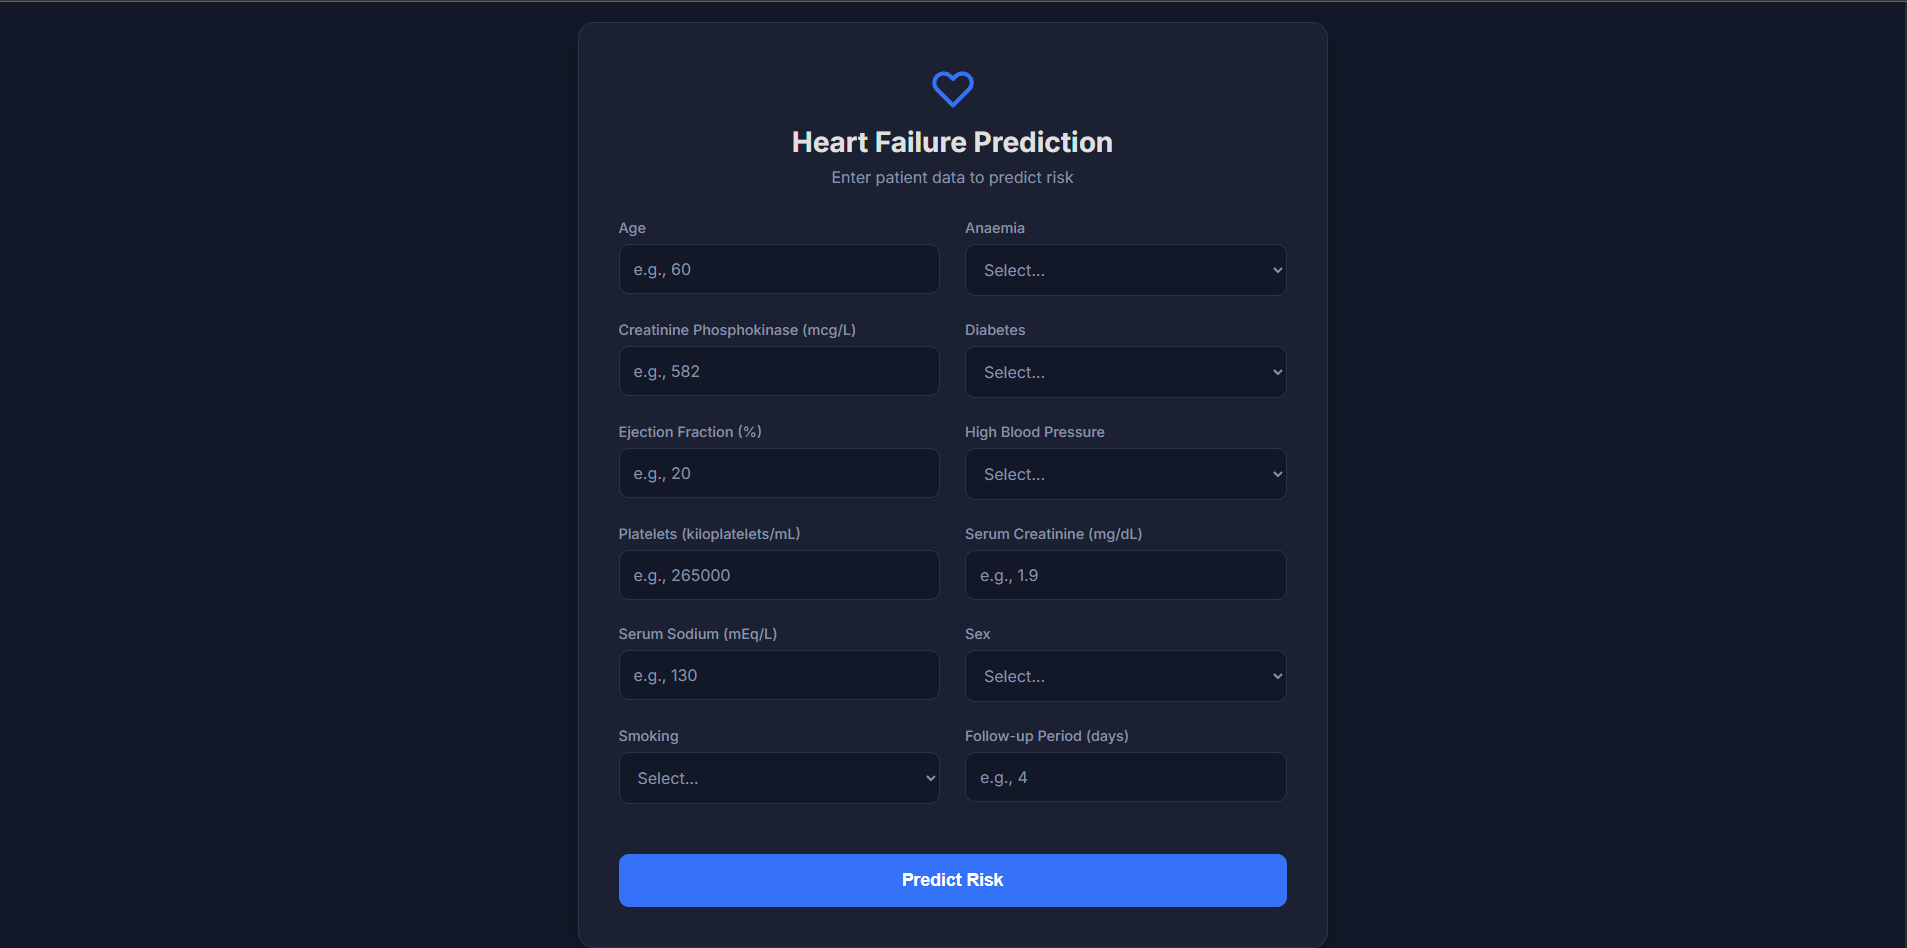 Heart Failure Prediction
Enter patient data to predict risk
Age
Anaemia
e.g., 60
Select...
Creatinine Phosphokinase (mcg/L)
Diabetes
e.g., 582
Select...
Ejection Fraction (%)
High Blood Pressure
e.g., 20
Select...
Platelets (kiloplatelets/mL)
Serum Creatinine (mg/dL)
e.g., 265000
e.g., 1.9
Serum Sodium (mEq/L)
Sex
e.g., 130
Select...
Smoking
Follow-up Period (days)
Select...
e.g., 4
Predict Risk